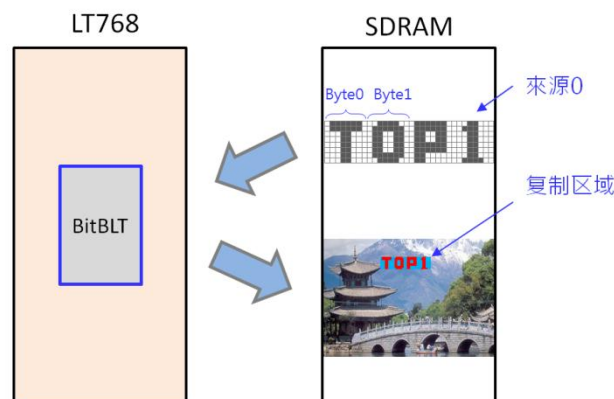 LT768
SDRAM
Byte0 Byte1
來源0
TOP1
BitBLT
复制区域
TOP1